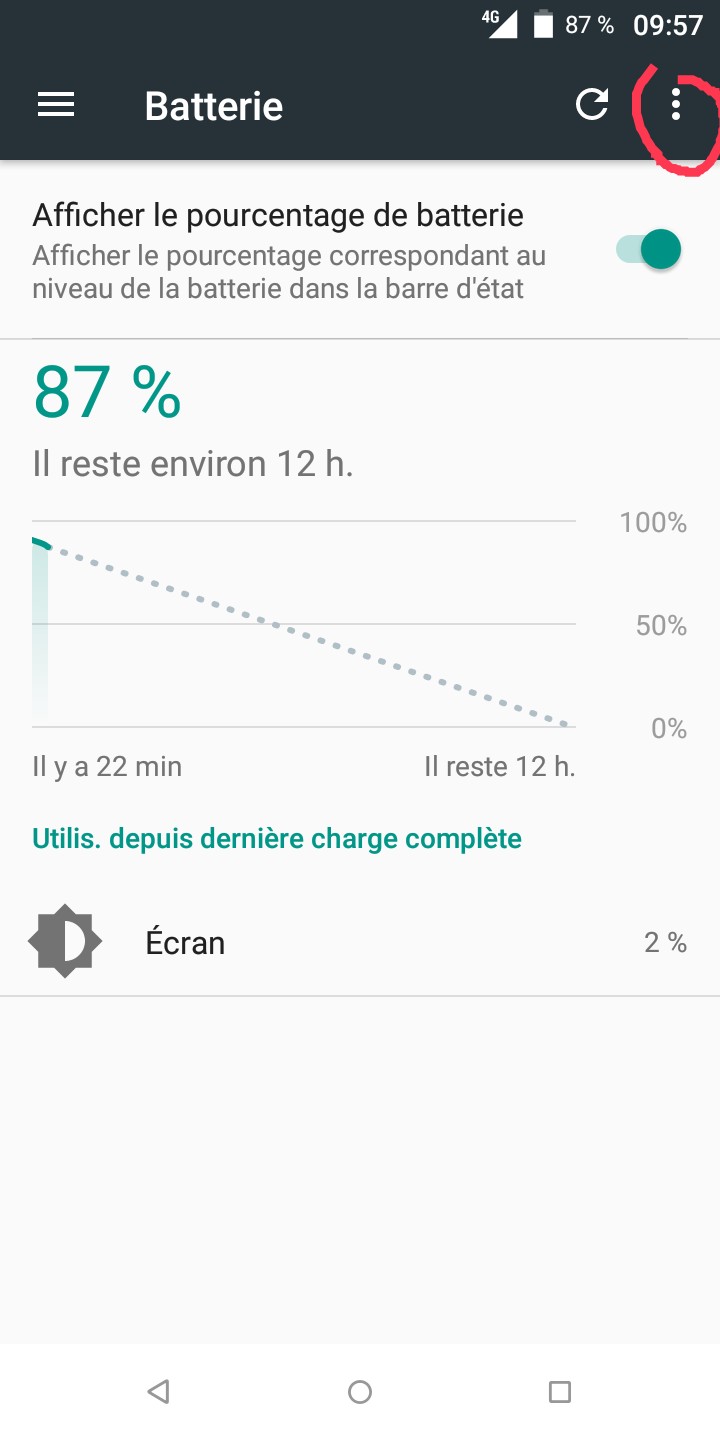 4G 87 % 09:57
Batterie
Afficher le pourcentage de batterie
Afficher le pourcentage correspondant au
niveau de la batterie dans la barre d'état
87 %
Il reste environ 12 h.
100%
50%
0%
Il y a 22 min Il reste 12 h.
Utilis. depuis dernière charge complète
Écran 2 %